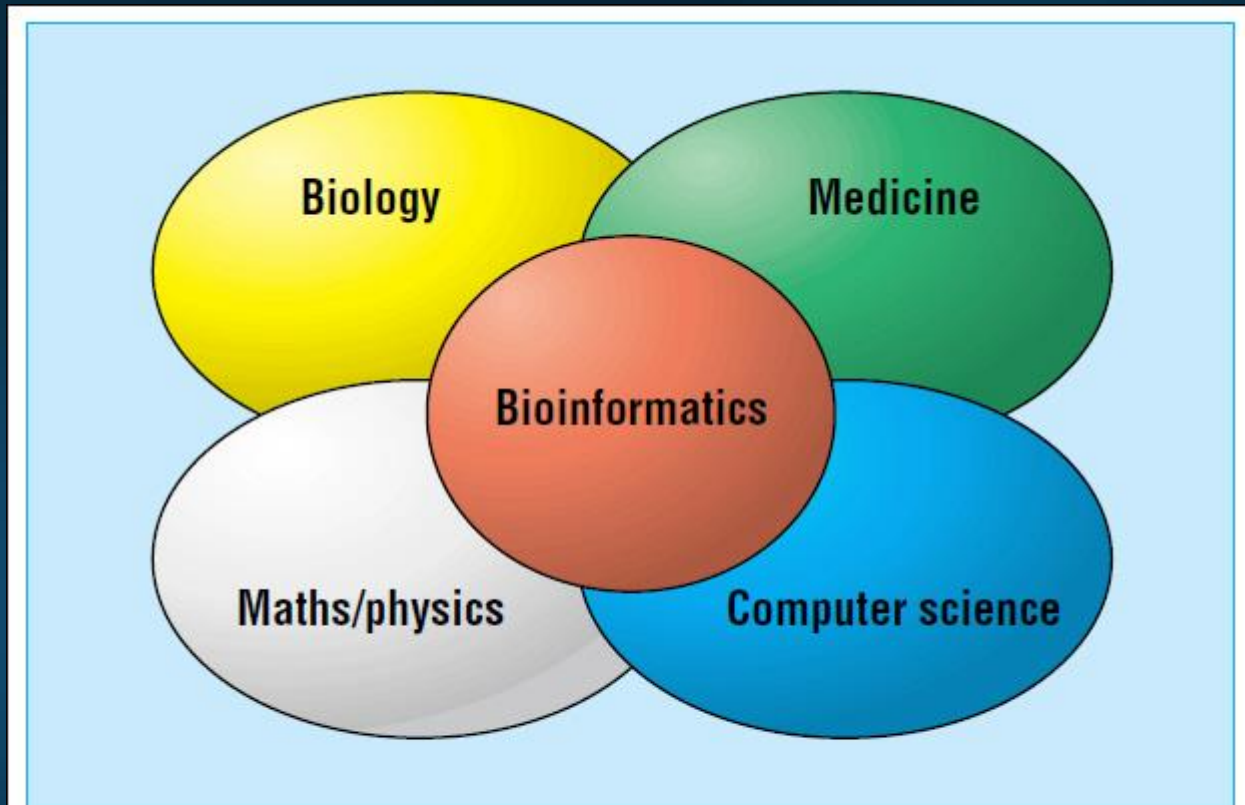 Biology
Medicine
Bioinformatics
Maths/physics
Computer science